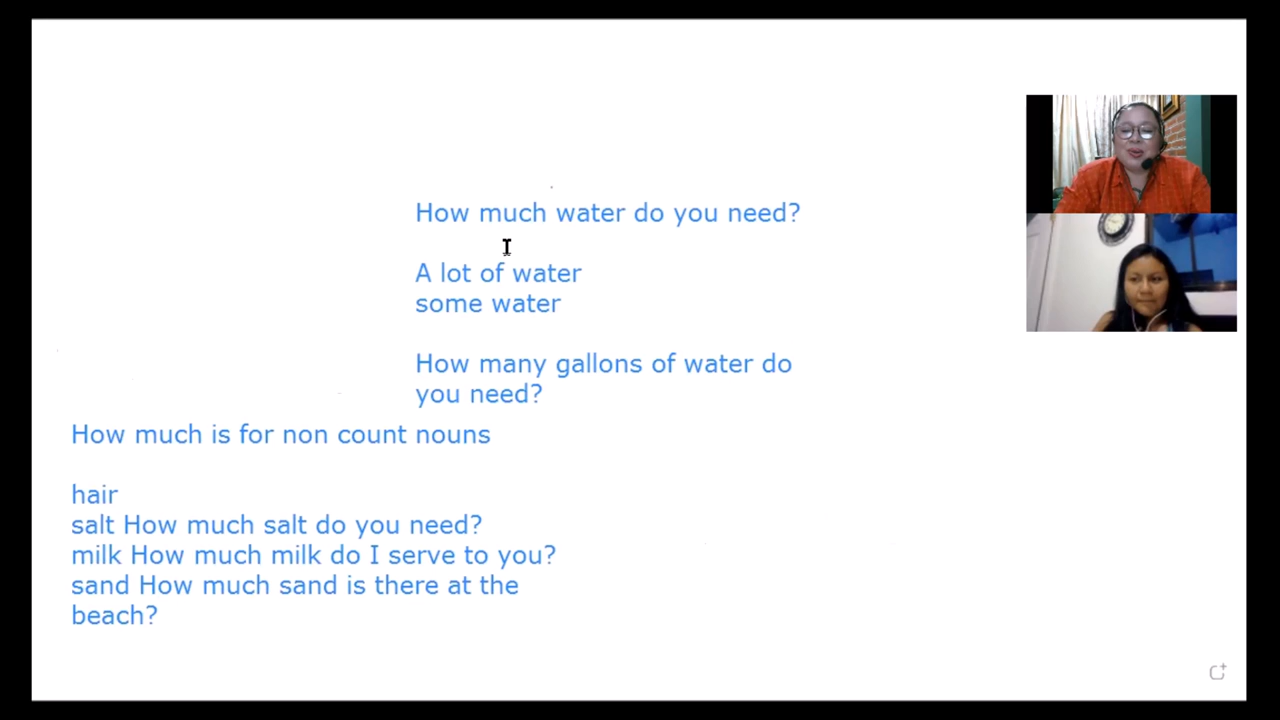 How much water do you need?
A lot of water
some water
How many gallons of water do
you need?
How much is for non count nouns
hair
salt How much salt do you need?
milk How much milk do I serve to you?
sand How much sand is there at the
beach?